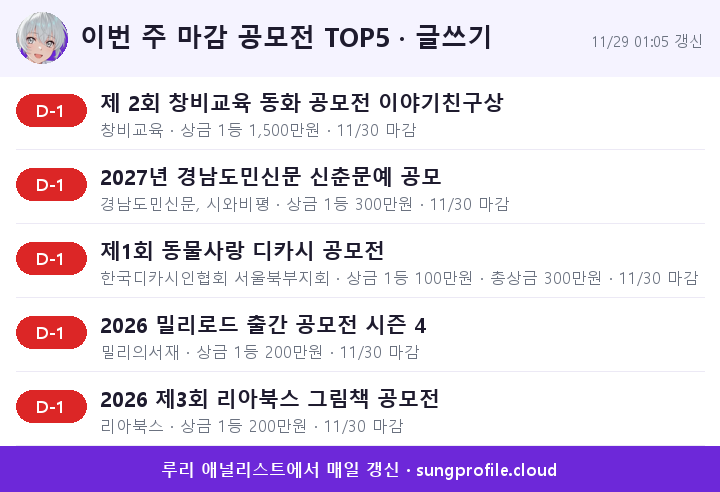 이번 주 마감 공모전 TOP5 · 글쓰기
11/29 01:05 갱신
D-1
제 2회 창비교육 동화 공모전 이야기친구상
창비교육 · 상금 1등 1,500만원 · 11/30 마감
D-1
2027년 경남도민신문 신춘문예 공모
경남도민신문, 시와비평 · 상금 1등 300만원 · 11/30 마감
D-1
제1회 동물사랑 디카시 공모전
한국디카시인협회 서울북부지회 · 상금 1등 100만원 · 총상금 300만원 · 11/30 마감
D-1
2026 밀리로드 출간 공모전 시즌 4
밀리의서재 · 상금 1등 200만원 · 11/30 마감
D-1
2026 제3회 리아북스 그림책 공모전
리아북스 · 상금 1등 200만원 · 11/30 마감
루리 애널리스트에서 매일 갱신 · sungprofile.cloud